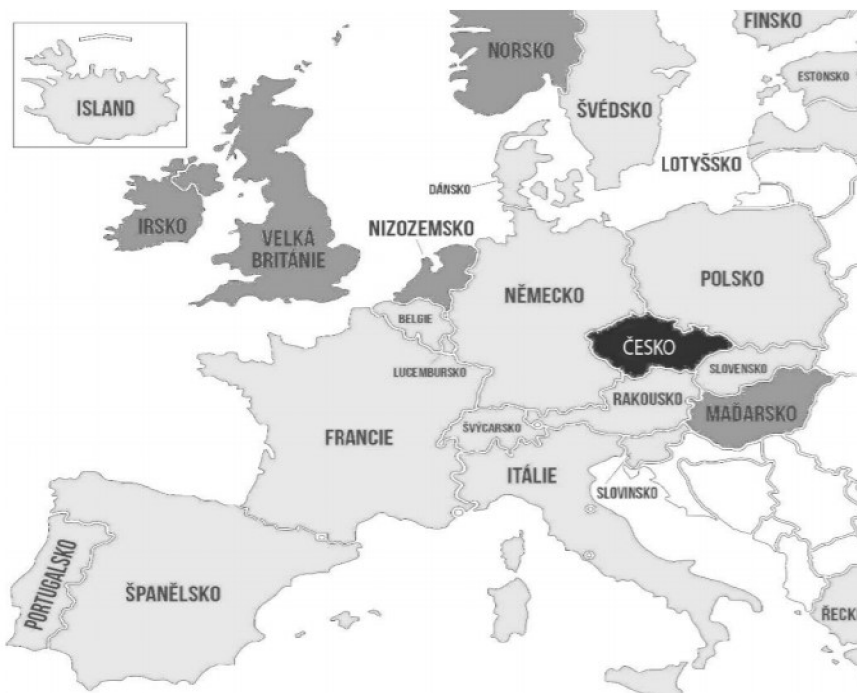 ISLAND
NORSKO
FINSKO
ESTONSKO
ŠVÉDSKO
LOTYŠSKO
DÁNSKO
IRSKO
VELKÁ
BRITÁNIE
NIZOZEMSKO
NĚMECKO
POLSKO
BELGIE
ČESKO
LUCEMBURSKO
SLOVENSKO
RAKOUSKO
MAĎARSKO
FRANCIE
ŠVÝCARSKO
ITÁLIE
SLOVINSKO
PORTUGALSKO
ŠPANĚLSKO
ŘECK